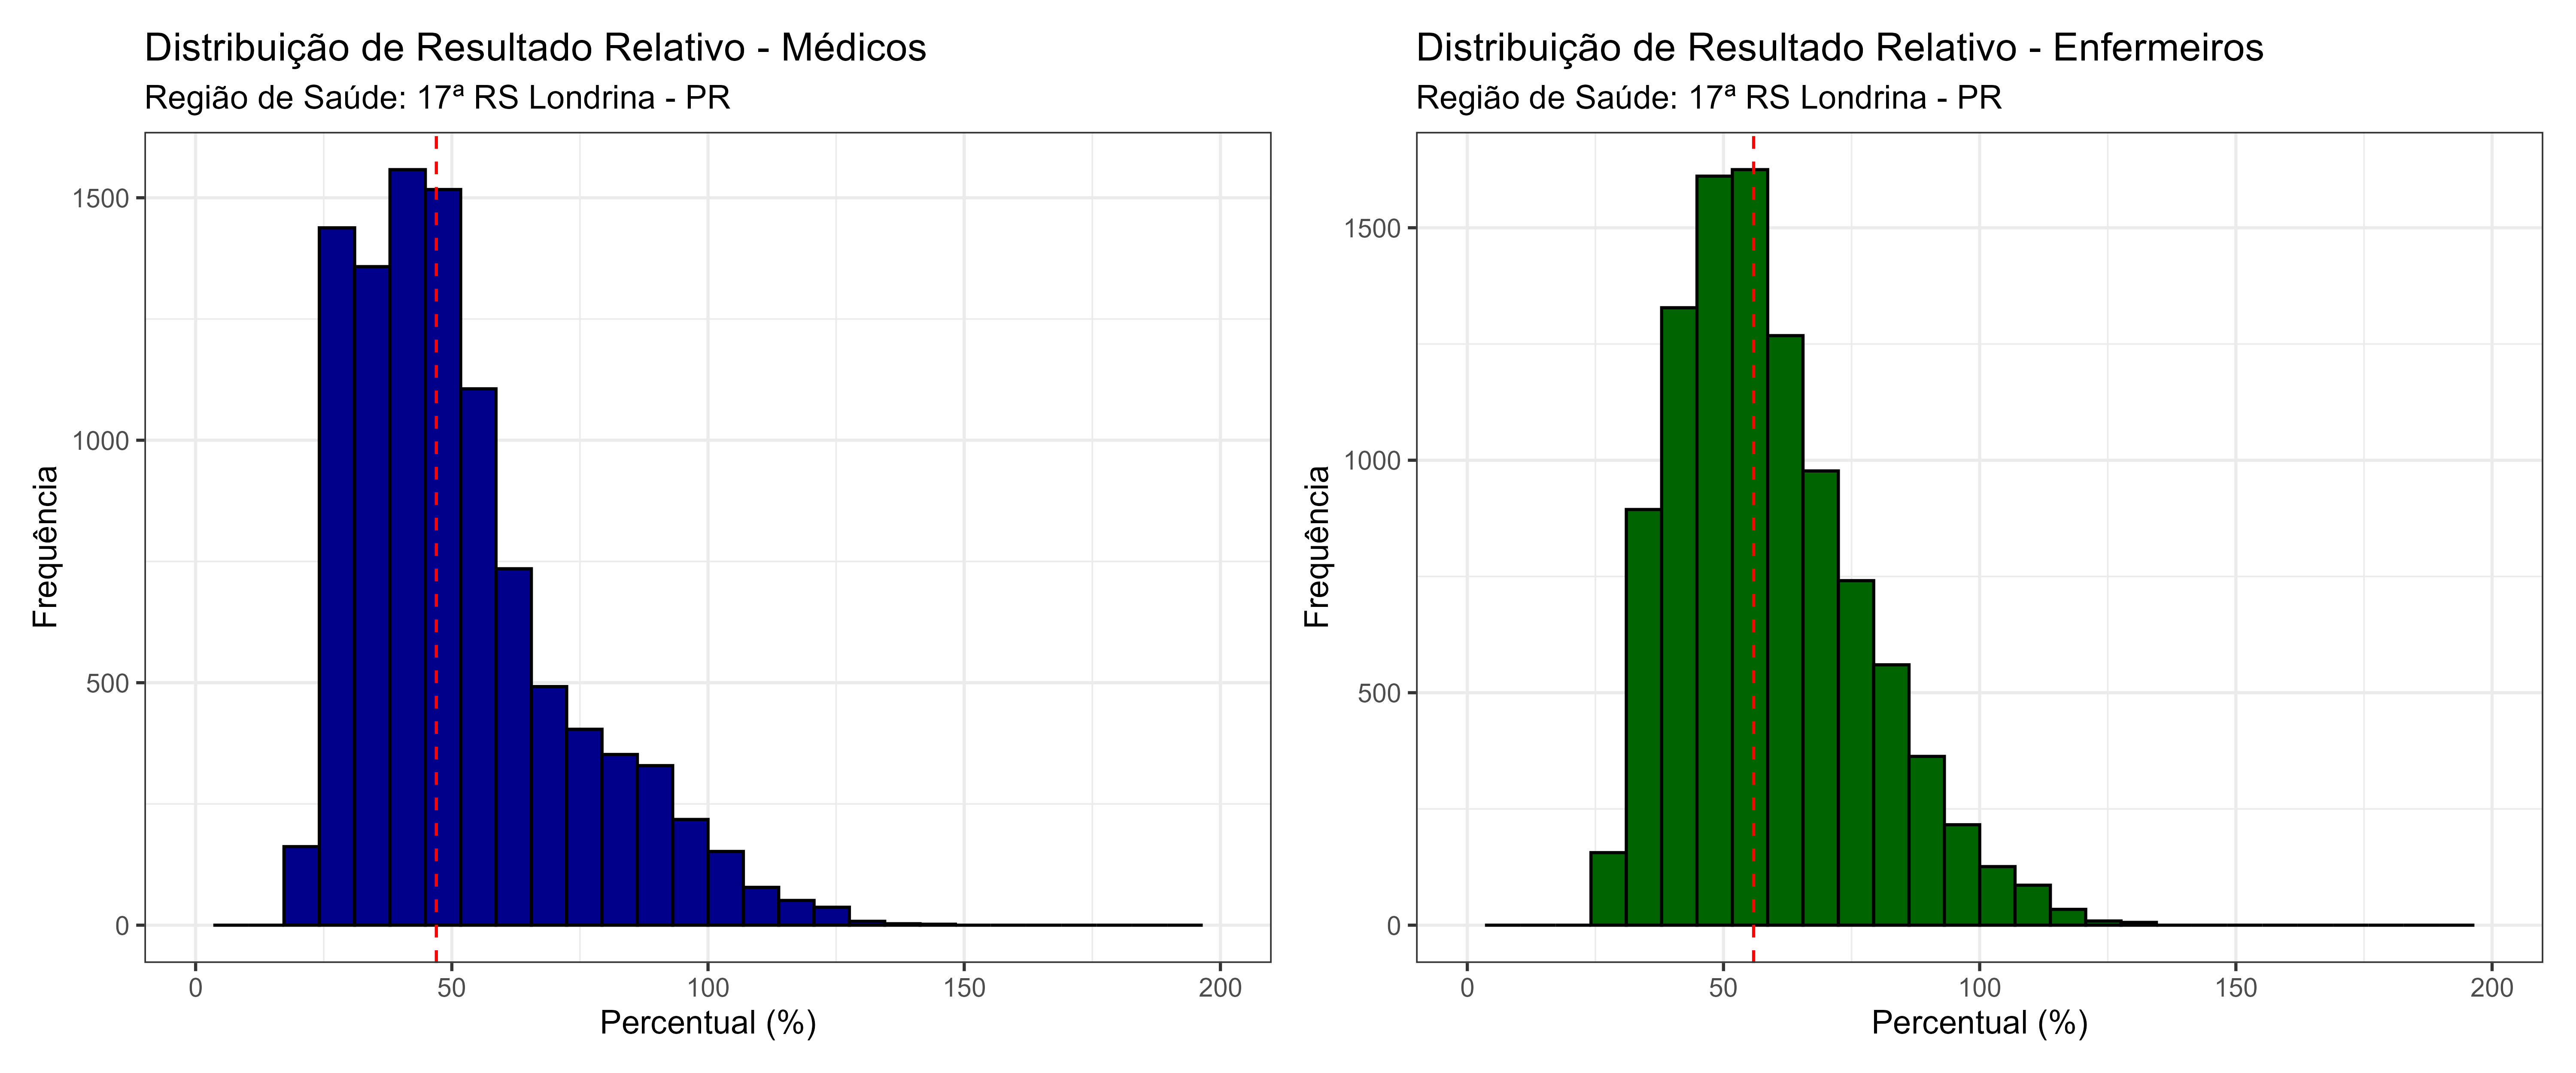 Distribuição de Resultado Relativo - Médicos
Região de Saúde: 17ª RS Londrina - PR
Frequência
1500
1000
500
0
0 50 100 150 200
Percentual (%)
Distribuição de Resultado Relativo - Enfermeiros
Região de Saúde: 17ª RS Londrina - PR
Frequência
1500
1000
500
0
0 50 100 150 200
Percentual (%)